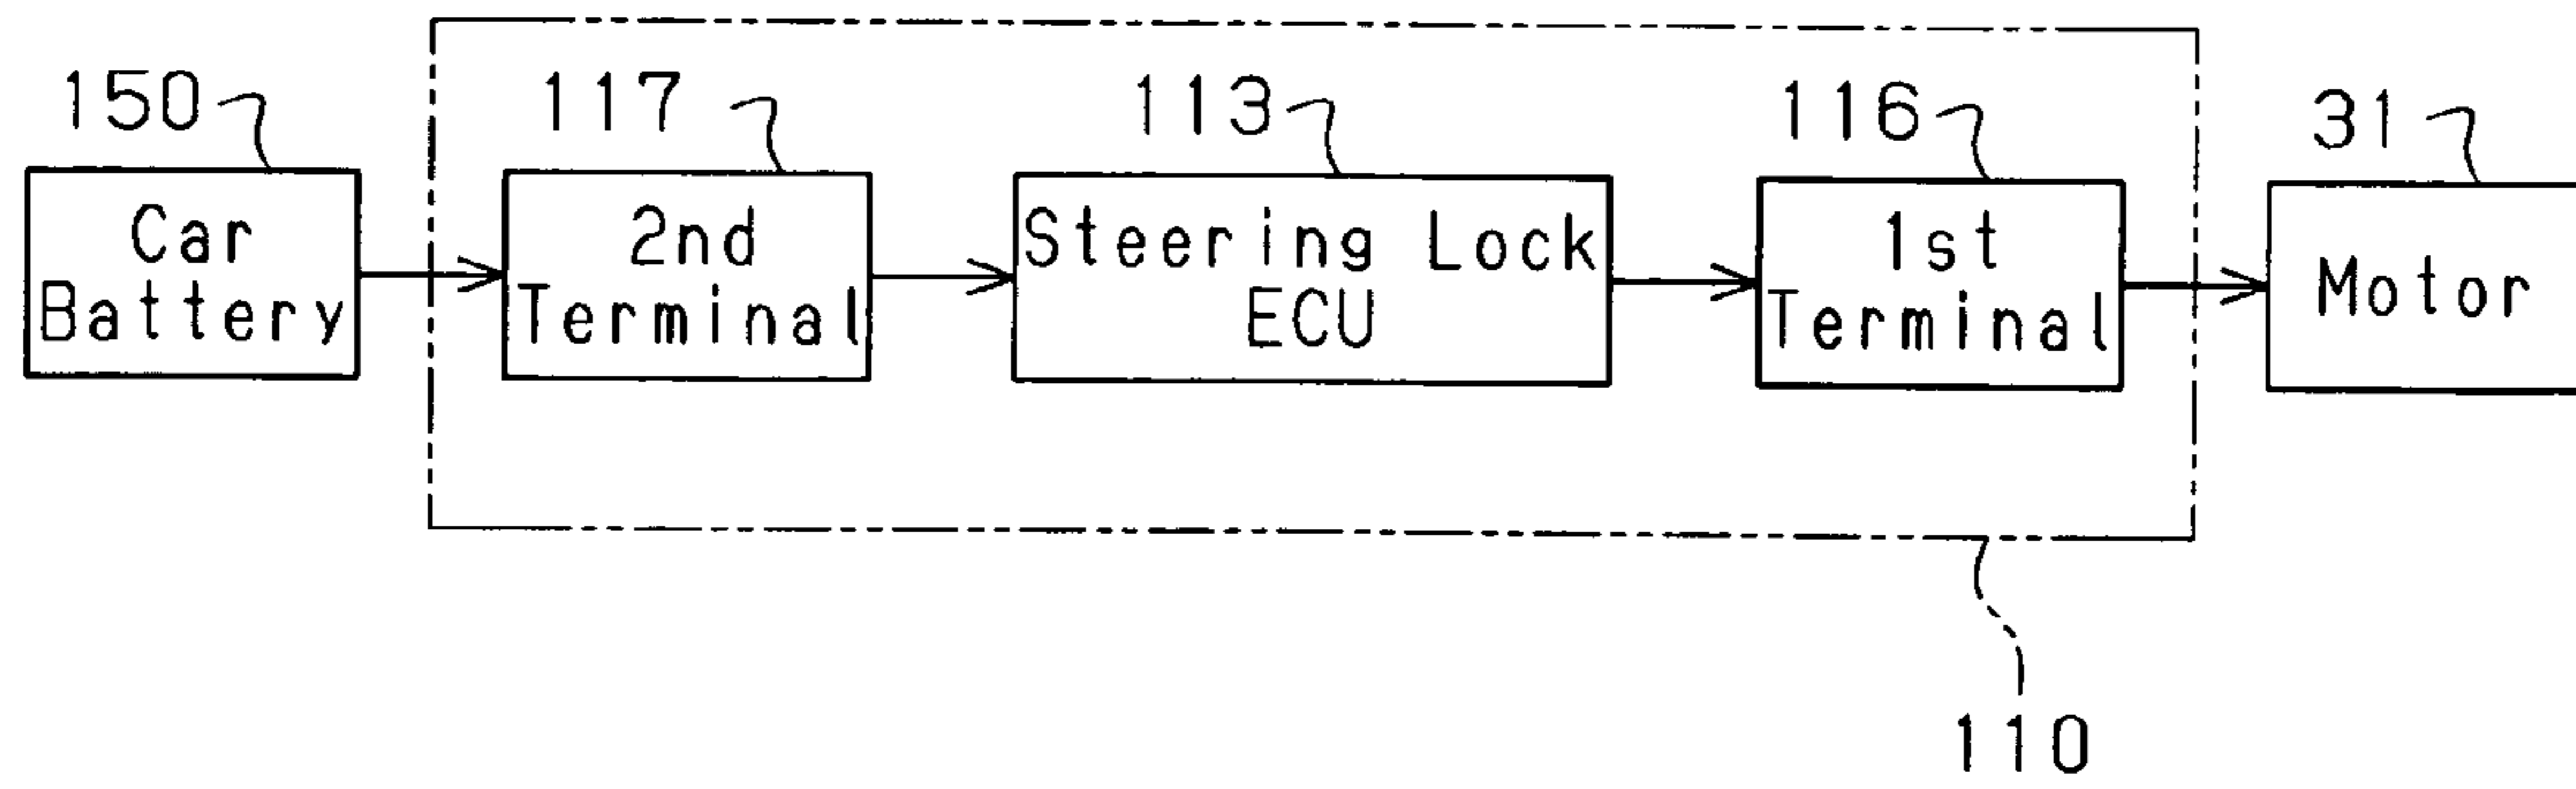 150
117
113
116
31
Car
Battery
2nd
Terminal
Steering Lock
ECU
1st
Terminal
Motor
110